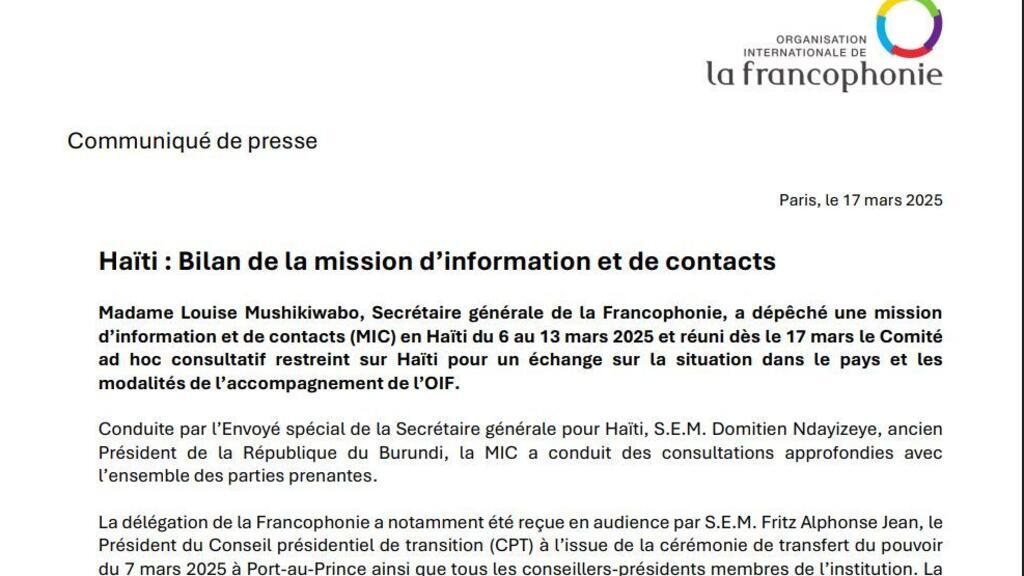 ORGANISATION
INTERNATIONALE DE
la francophonie
Communiqué de presse
Paris, le 17 mars 2025
Haïti : Bilan de la mission d’information et de contacts
Madame Louise Mushikiwabo, Secrétaire générale de la Francophonie, a dépêché une mission
d’information et de contacts (MIC) en Haïti du 6 au 13 mars 2025 et réuni dès le 17 mars le Comité
ad hoc consultatif restreint sur Haïti pour un échange sur la situation dans le pays et les
modalités de l’accompagnement de l’OIF.
Conduite par l’Envoyé spécial de la Secrétaire générale pour Haïti, S.E.M. Domitien Ndayizeye, ancien
Président de la République du Burundi, la MIC a conduit des consultations approfondies avec
l’ensemble des parties prenantes.
La délégation de la Francophonie a notamment été reçue en audience par S.E.M. Fritz Alphonse Jean, le
Président du Conseil présidentiel de transition (CPT) à l’issue de la cérémonie de transfert du pouvoir
du 7 mars 2025 à Port-au-Prince ainsi que tous les conseillers-présidents membres de l’institution. La